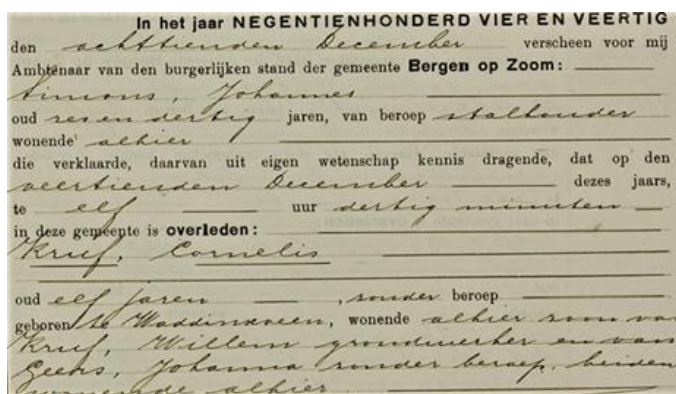 In het jaar NEGENTIENHONDERD VIER EN VEERTIG
den achttienden December verscheen voor mij
Ambtenaar van den burgerlijken stand der gemeente Bergen op Zoom:
Simons, Johannes
oud zes en dertig jaren, van beroep stalhouder
wonende alhier
die verklaarde, daarvan uit eigen wetenschap kennis dragende, dat op den
veertienden December dezes jaars,
te elf uur dertig minuten
in deze gemeente is overleden:
Kruf, Cornelis
oud elf jaren , zonder beroep
geboren te Waddinxveen, wonende alhier zoon van
Kruf, Willem grondwerker en van
Geers, Johanna zonder beroep, beiden
wonende alhier